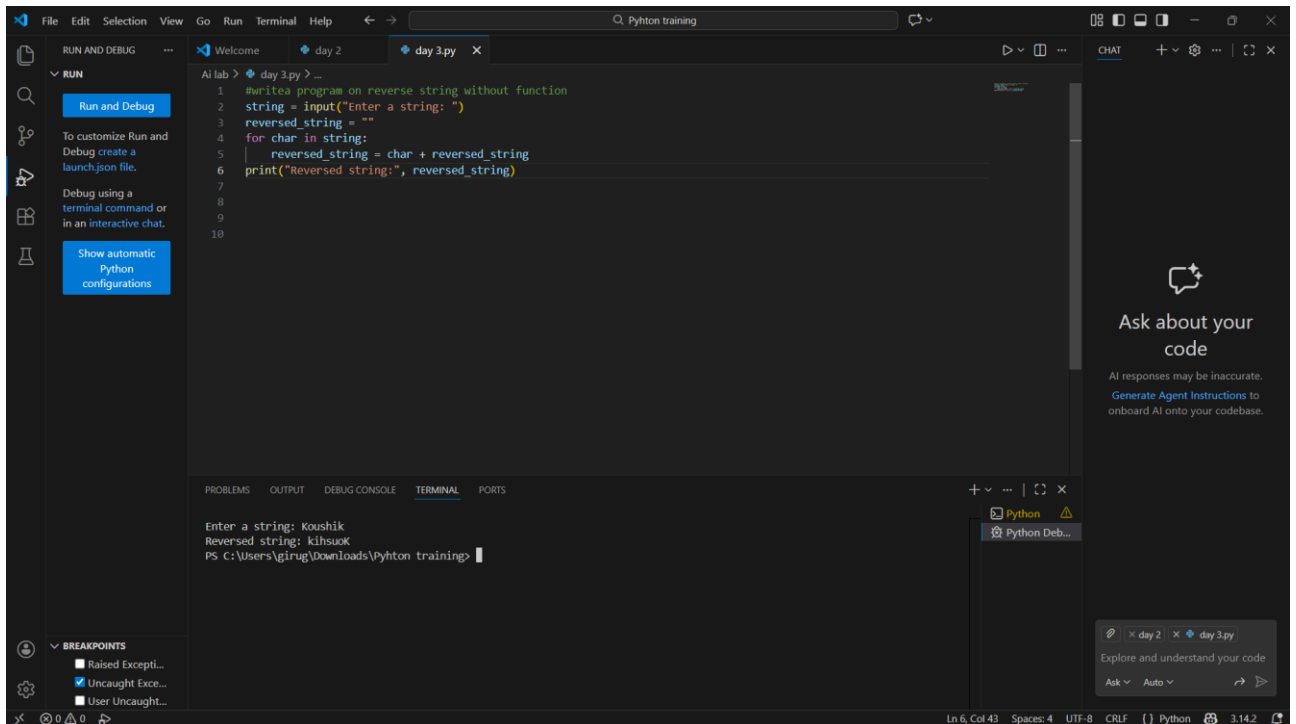 File Edit Selection View Go Run Terminal Help
Pyhton training
RUN AND DEBUG
RUN
Run and Debug
To customize Run and
Debug create a
launch.json file.
Debug using a
terminal command or
in an interactive chat.
Show automatic
Python
configurations
BREAKPOINTS
Raised Excepti...
Uncaught Exce...
User Uncaught...
Welcome day 2 day 3.py
Ai lab > day 3.py > ...
1 #writea program on reverse string without function
2 string = input("Enter a string: ")
3 reversed_string = ""
4 for char in string:
5     reversed_string = char + reversed_string
6 print("Reversed string:", reversed_string)
7
8
9
10
PROBLEMS OUTPUT DEBUG CONSOLE TERMINAL PORTS
Enter a string: Koushik
Reversed string: kihsuoK
PS C:\Users\girug\Downloads\Pyhton training>
Python
Python Deb...
CHAT
Ask about your
code
AI responses may be inaccurate.
Generate Agent Instructions to
onboard AI onto your codebase.
day 2 day 3.py
Explore and understand your code
Ask Auto
0 0 Ln 6, Col 43 Spaces: 4 UTF-8 CRLF {} Python 3.14.2